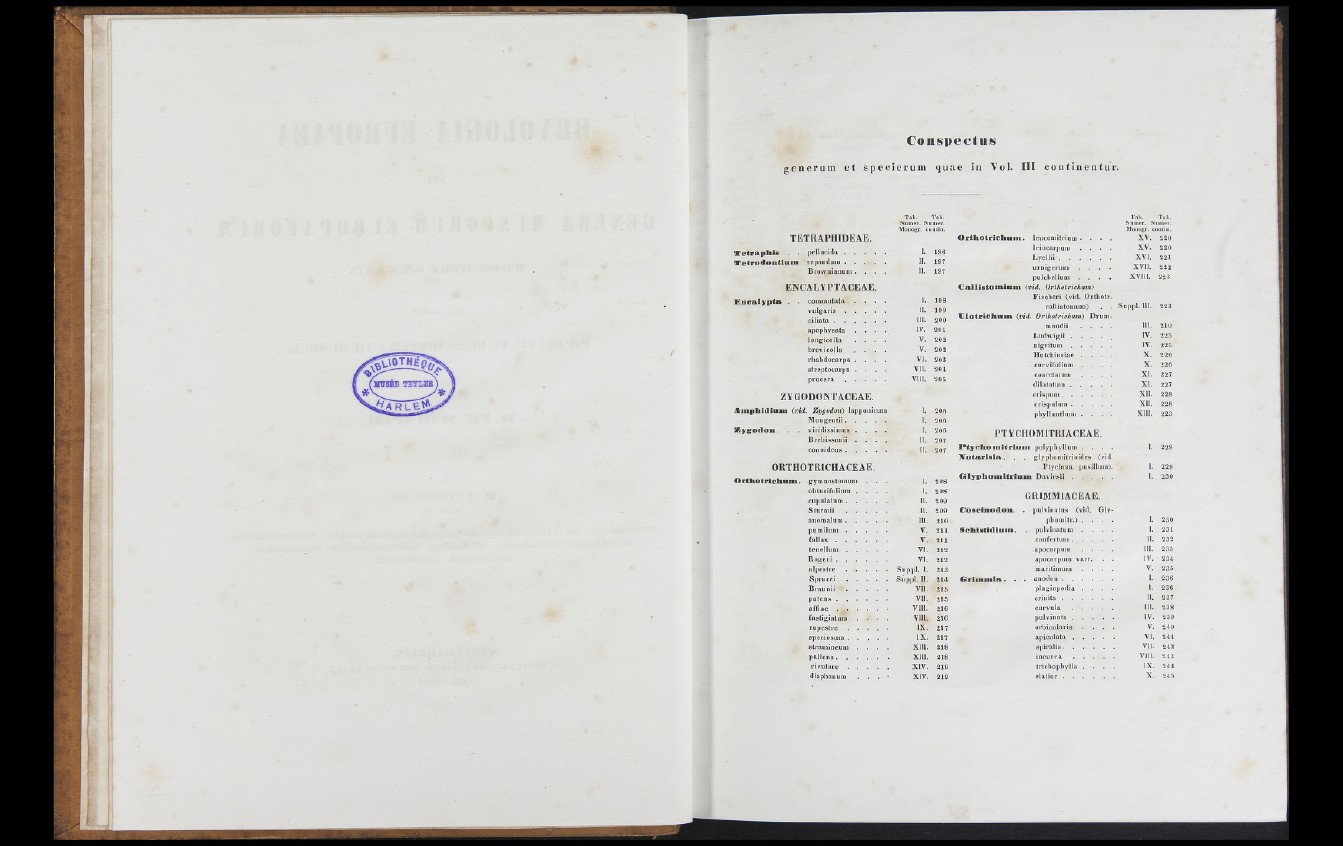 BIBLIOTHÈQUE
MUSÉE TEYLER
HARLEM
Conspectus
generum et specierum quae in Vol. III continentur.
Tab. Tab.
Numer. Numer.
Monogr. contin.
TETRAPHIDEAE.
Tetraphis . . pellucida . . . . . I. 196
Tetrodontium repandum . . . . . II. 197
Brownianum . . . . II. 197
ENCALYPTACEAE.
Encalypta . . commutata . . . . I. 198
vulgaris . . . . . II. 199
ciliata . . . . . . III. 200
apophysata . . . . IV. 201
longicolla . . . . V. 202
brevicolla . . . . V. 202
rhabdocarpa . . . . VI. 203
streptocarpa . . . . VII. 204
procera . . . . . VIII. 205
ZYGODONTACEAE.
Amphidium (vid. Zygodon) lapponicum I. 206
Mougeotii . . . . . I. 206
Zygodon . . . viridissimus . . . . I. 206
Brebissonii . . . . II. 207
conoideus . . . . . II. 207
ORTHOTRICHACEAE.
Orthotrichum. gymnostomum . . . I. 208
obtusifolium . . . . I. 208
cupulatum . . . . . II. 209
Sturmii . . . . . II. 209
anomalum . . . . . III. 210
pumilum . . . . . V. 211
fallax . . . . . . V. 211
tenellum . . . . . VI. 212
Rogeri . . . . . . VI. 212
alpestre . . . . . Suppl. I. 213
Sprucei . . . . . Suppl. II. 214
Braunii . . . . . VII. 215
patens . . . . . . VII. 215
affine . . . . . . VIII. 216
fastigiatum . . . . VIII. 216
rupestre . . . . . IX. 217
speciosum . . . . . IX. 217
stramineum . . . . XIII. 218
pallens . . . . . . XIII. 218
rivulare . . . . . XIV. 219
diaphanum . . . . XIV. 219
Tab. Tab.
Numer. Numer.
Monogr. contin.
Orthotrichum. leucomitrium . . . . XV. 220
leiocarpum . . . . XV. 220
Lyellii . . . . . . XVI. 221
urnigerum . . . . XVII. 222
pulchellum . . . . XVIII. 223
Callistomium (vid. Orthotrichum)
Fischeri (vid. Orthotr.
callistomum) . . Suppl. III. 224
Ulotrichum (vid. Orthotrichum) Drum-
mondii . . . . III. 210
Ludwigii . . . . . IV. 225
nigritum . . . . . IV. 225
Hutchinsiae . . . . X. 226
curvifolium . . . . X. 226
coarctatum . . . . XI. 227
dilatatum . . . . . XI. 227
crispum . . . . . . XII. 228
crispulum . . . . . XII. 228
phyllanthum . . . . XIII. 223
PTYCHOMITRIACEAE.
Ptychomitrium polyphyllum . . . . I. 229
Notarisia . . . glyphomitrioides (vid.
Ptychom. pusillum). I. 229
Glyphomitrium Daviesii . . . . . I. 230
GRIMMIACEAE.
Coscinodon. . pulvinatus (vid. Gly-
phomitr.) . . . . I. 230
Schistidium. . pulvinatum . . . . I. 231
confertum . . . . . II. 232
apocarpum . . . . III. 233
apocarpum varr. . . IV. 234
maritimum . . . . V. 235
Grimmia . . . anodon . . . . . . I. 236
plagiopodia . . . . I. 236
crinita . . . . . . II. 237
curvula . . . . . III. 238
pulvinata . . . . . IV. 239
orbicularis . . . . V. 240
apiculata . . . . . VI. 241
spiralis . . . . . . VII. 242
incurva . . . . . VIII. 243
trichophylla . . . . IX. 244
elatior . . . . . . X. 245